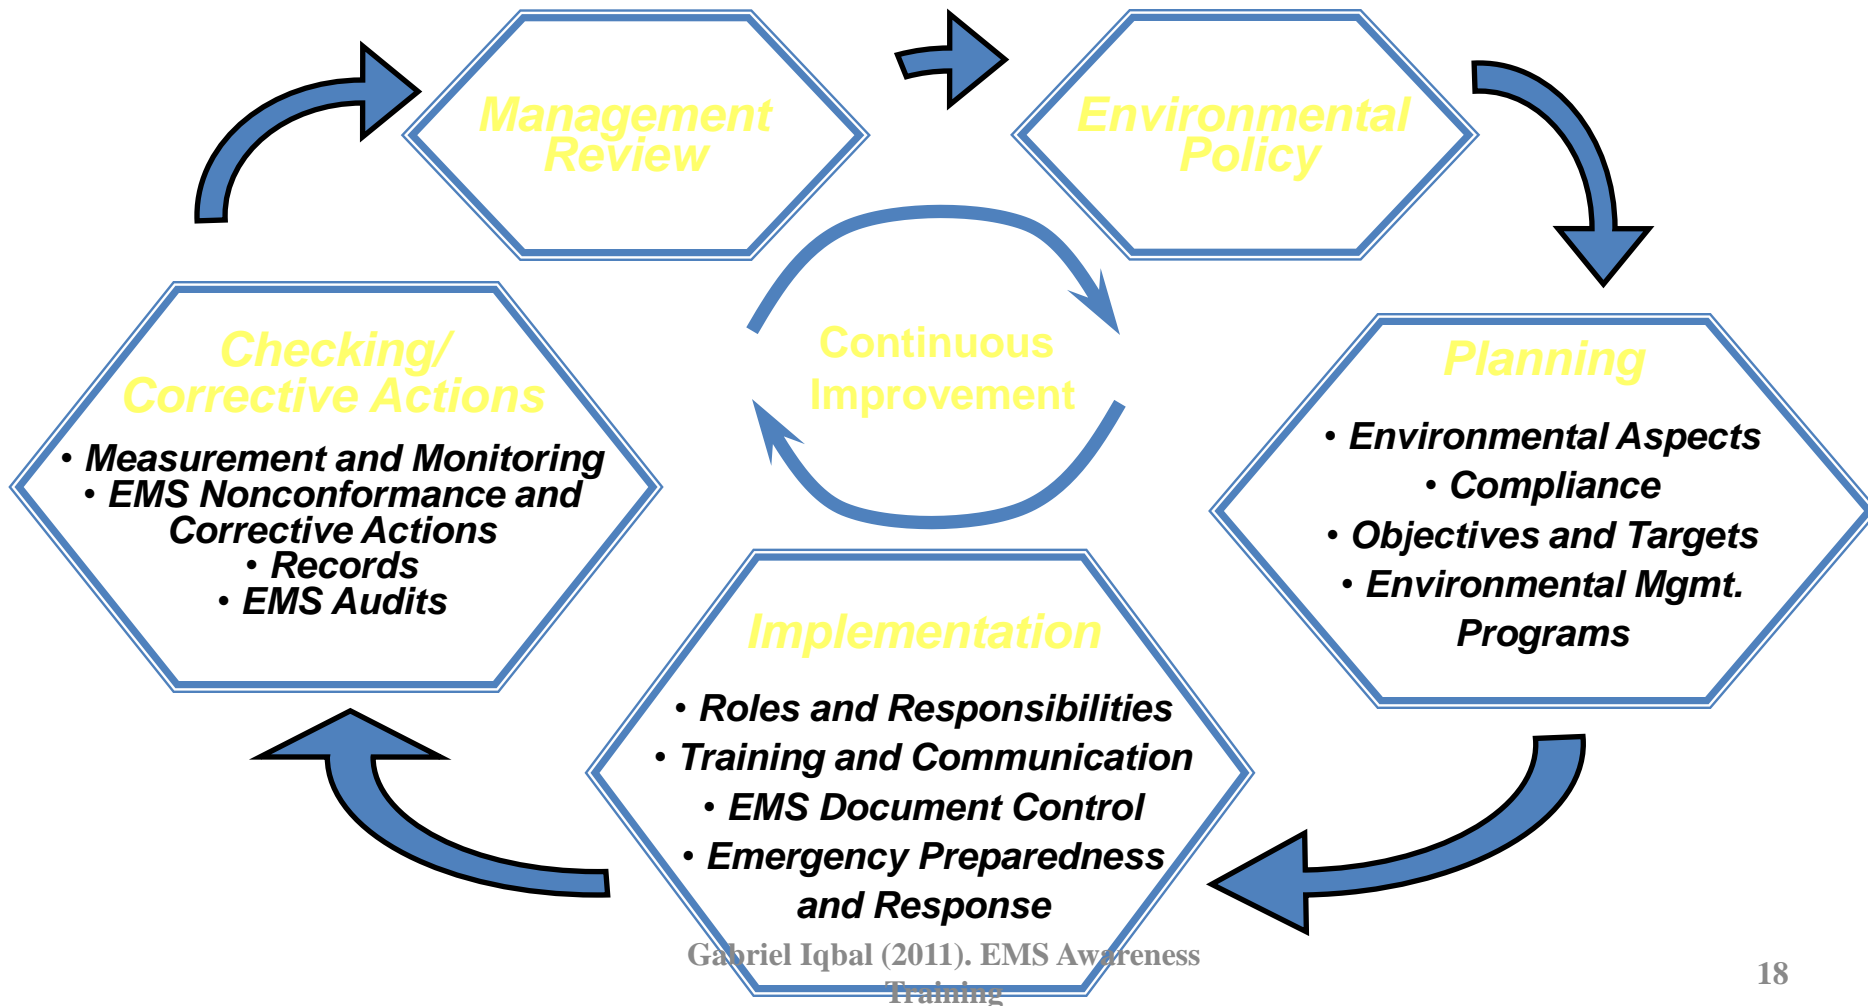 Management
Review
Environmental
Policy
Checking/
Corrective Actions
• Measurement and Monitoring
• EMS Nonconformance and
Corrective Actions
• Records
• EMS Audits
Continuous
Improvement
Planning
• Environmental Aspects
• Compliance
• Objectives and Targets
• Environmental Mgmt.
Programs
Implementation
• Roles and Responsibilities
• Training and Communication
• EMS Document Control
• Emergency Preparedness
and Response
Gabriel Iqbal (2011). EMS Awareness
Training
18